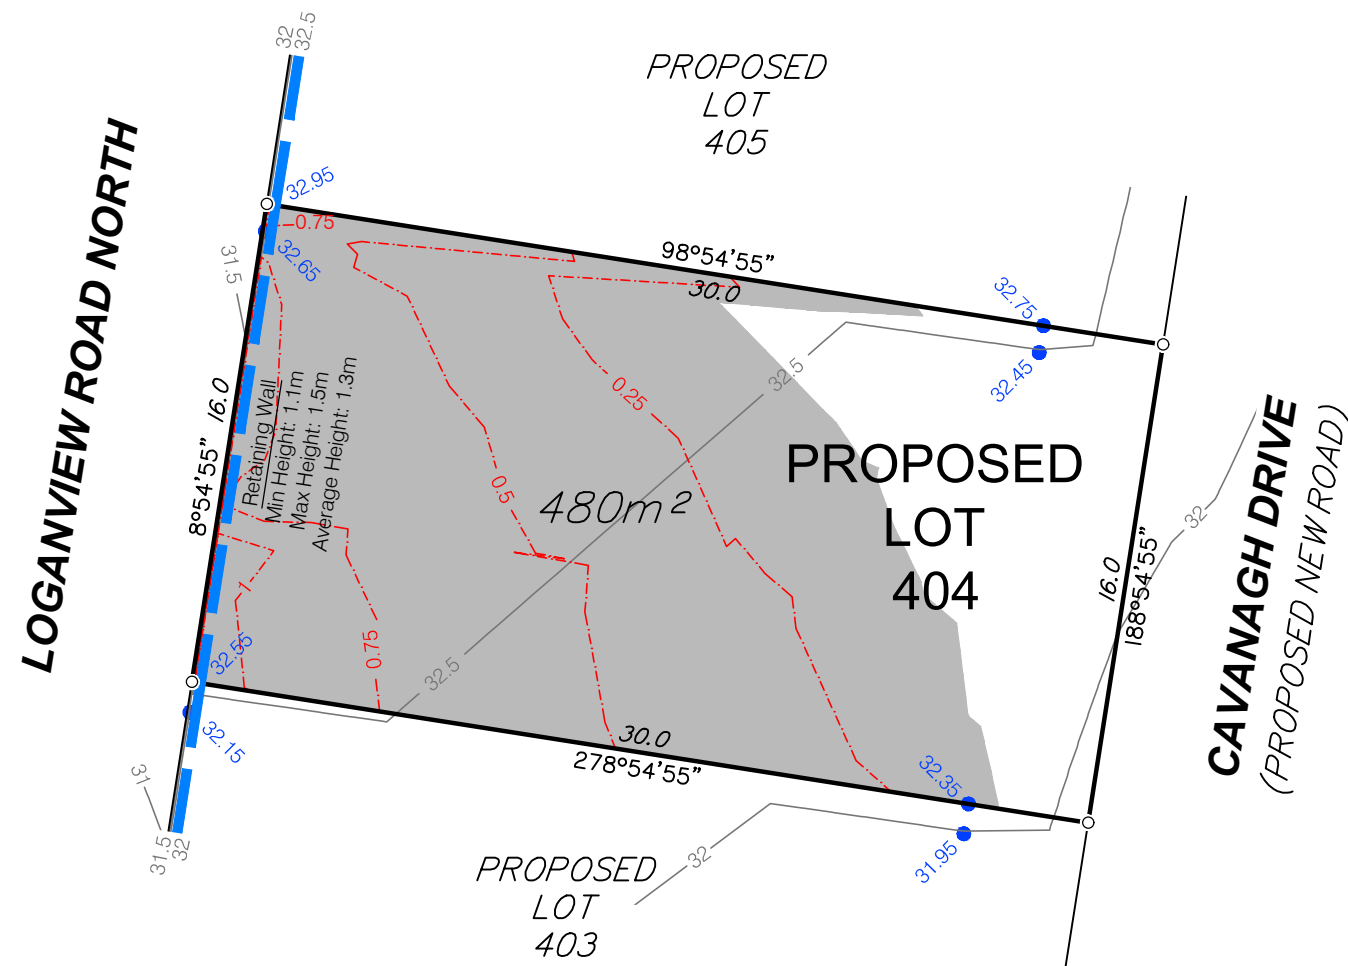 32
32.5
PROPOSED
LOT
405
LOGANVIEW ROAD NORTH
32.95
0.75
32.65
31.5
98°54'55"
30.0
32.75
32.45
32.5
0.25
16.0
8°54'55"
Retaining Wall
Min Height: 1.1m
Max Height: 1.5m
Average Height: 1.3m
0.5
480m²
PROPOSED
LOT
404
16.0
188°54'55"
32
CAVANAGH DRIVE
(PROPOSED NEW ROAD)
1
0.75
32.55
32.5
32.15
30.0
278°54'55"
32.35
31.95
31
31.5
32
32
PROPOSED
LOT
403